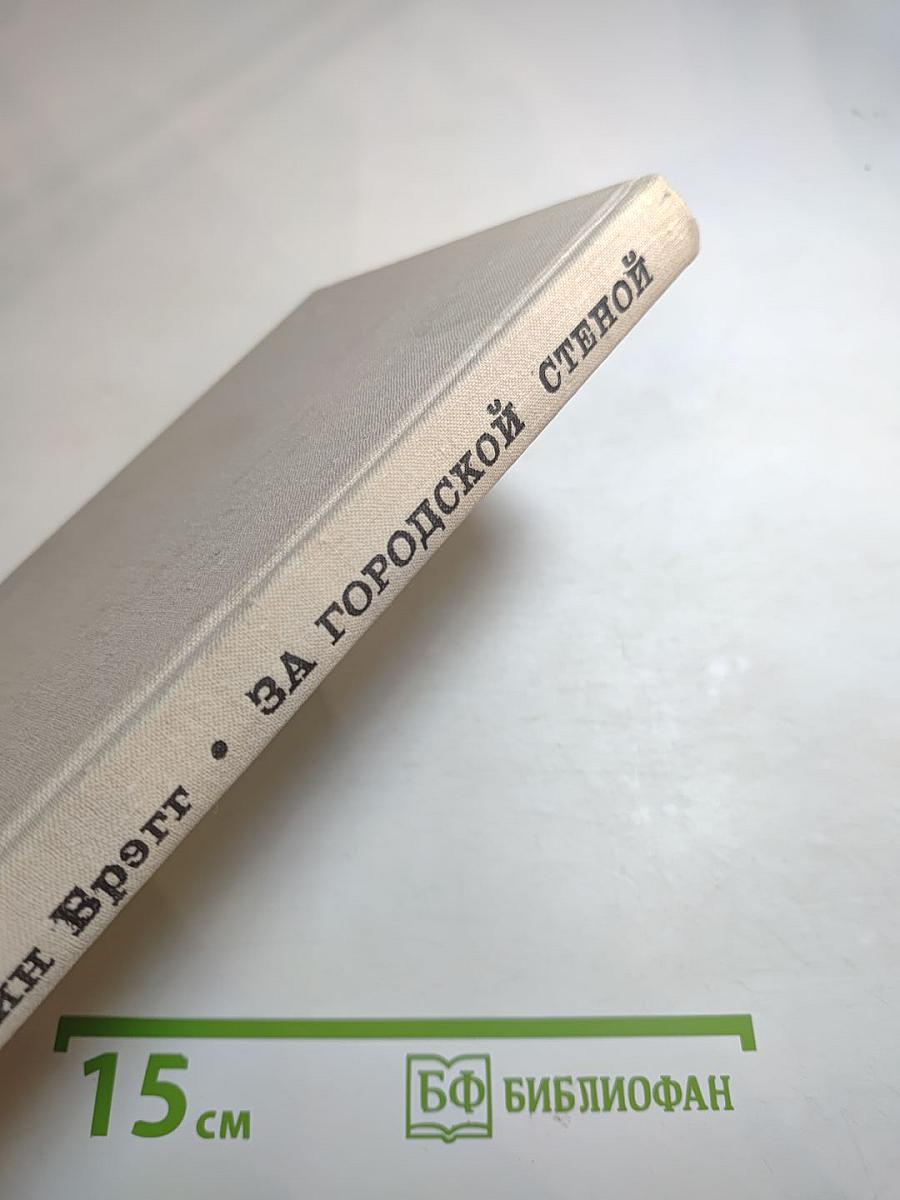 ин Брэгг • ЗА ГОРОДСКОЙ СТЕНОЙ
15 см
БФ БИБЛИОФАН